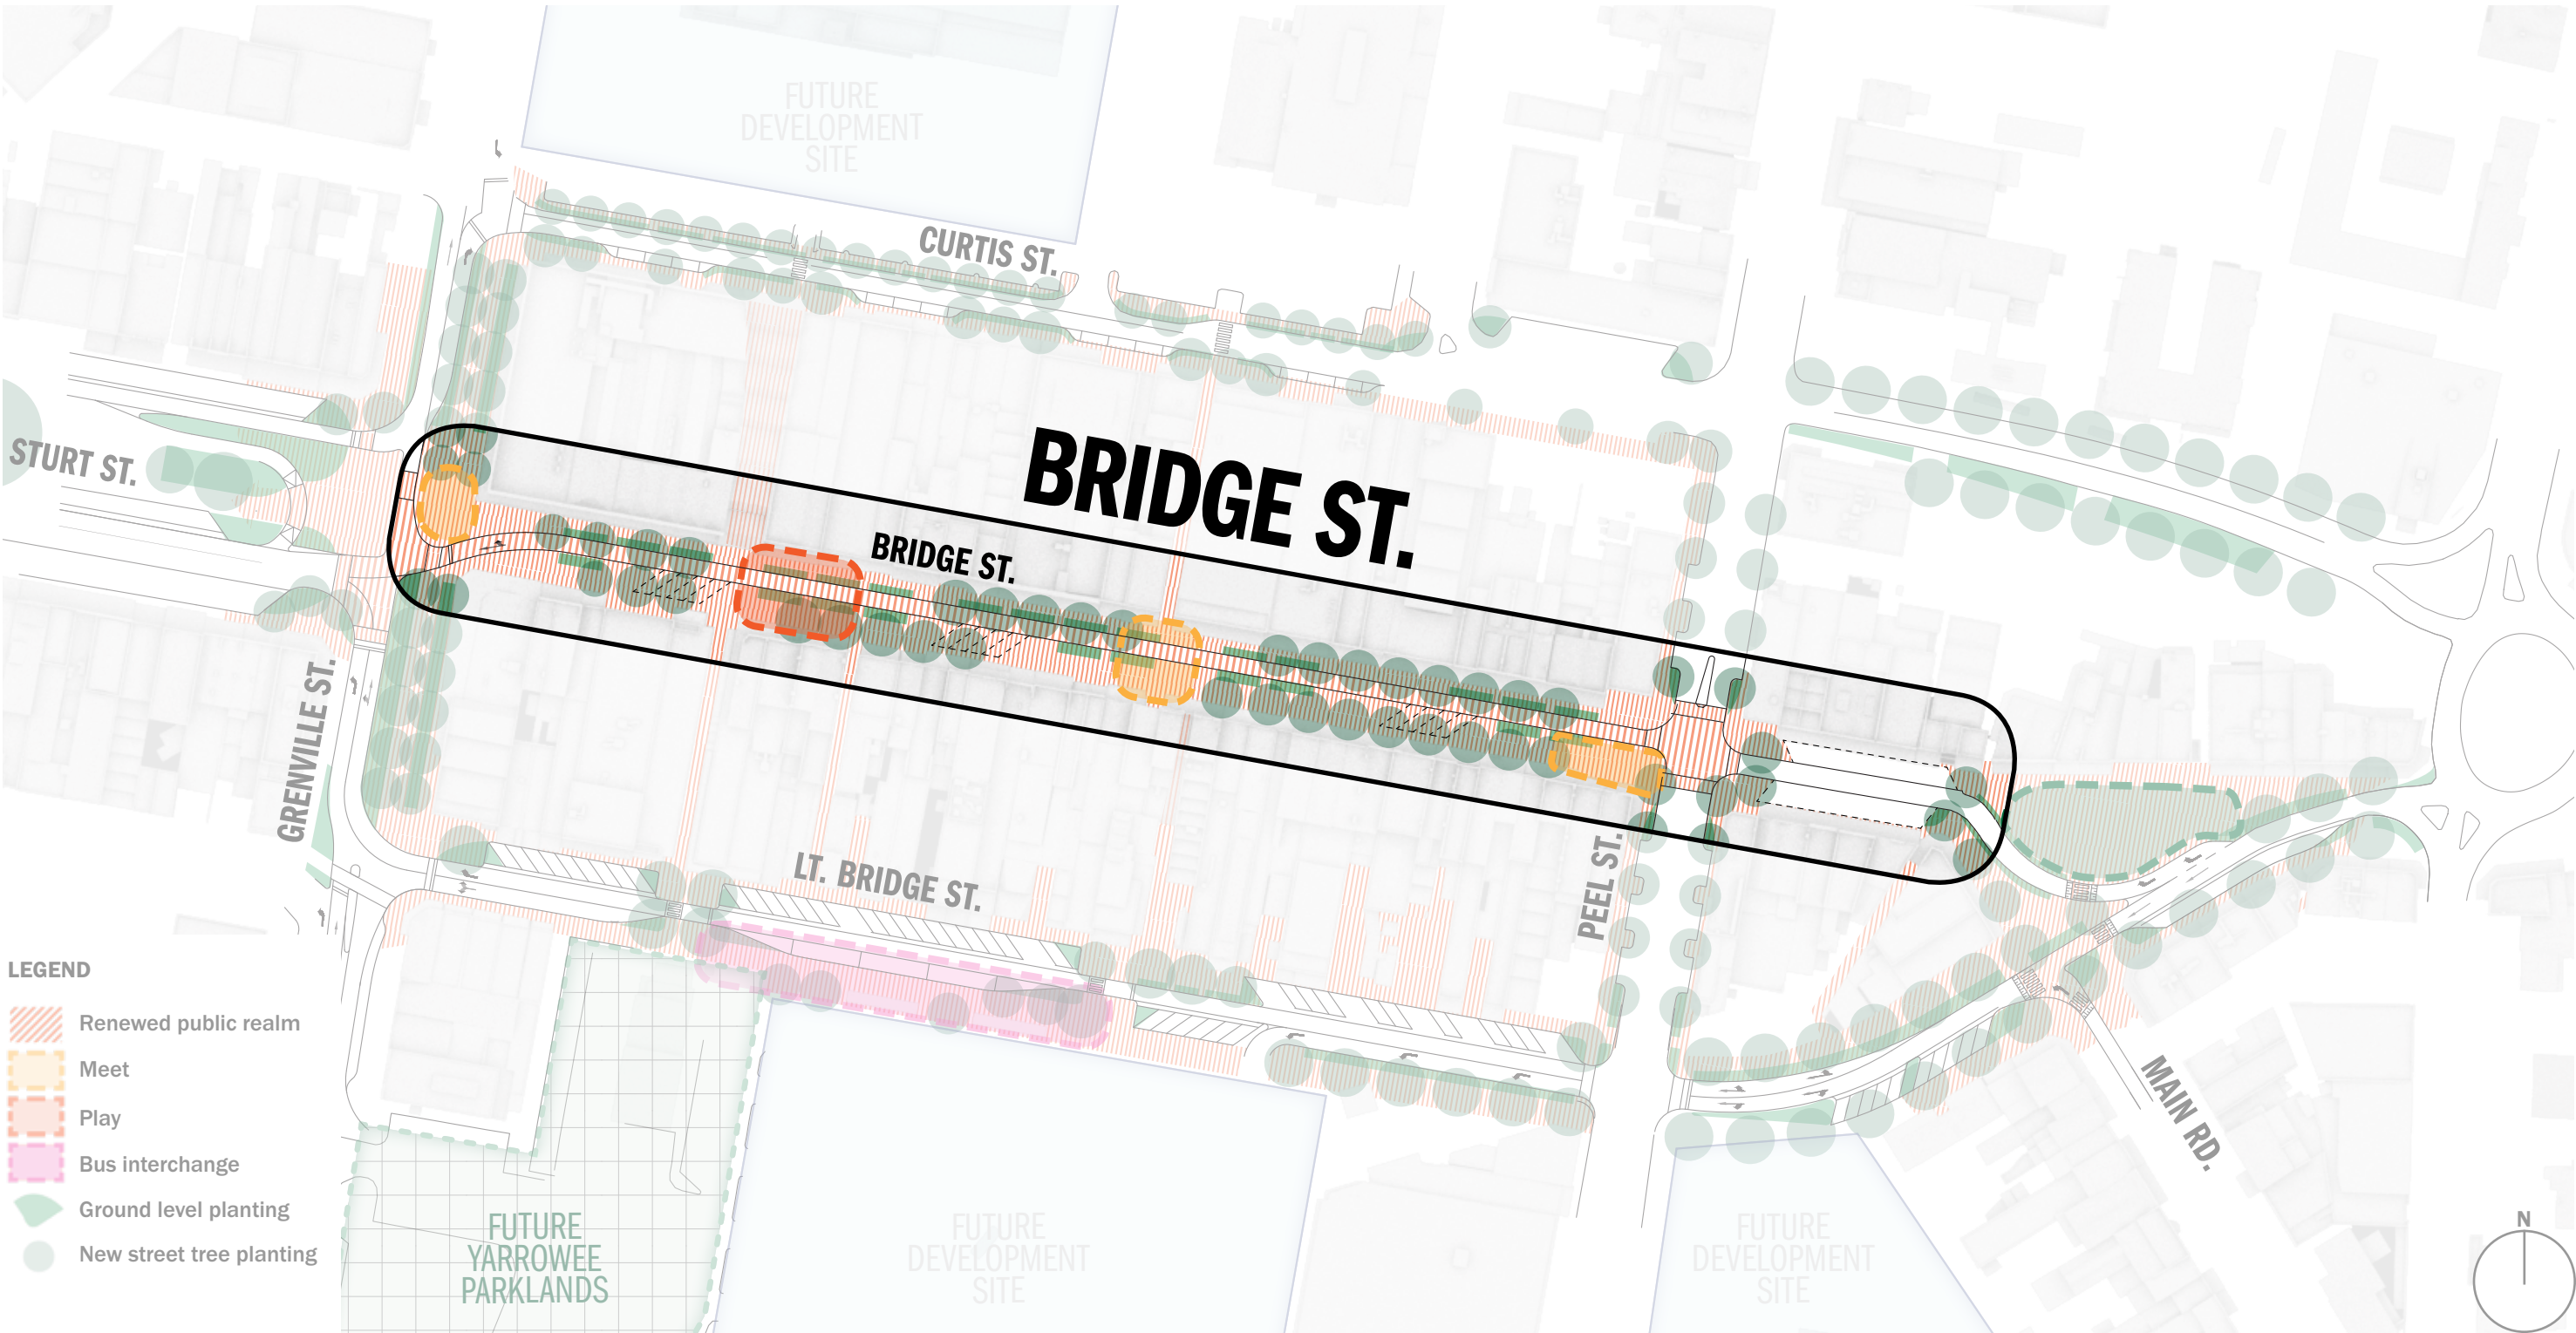 FUTURE
DEVELOPMENT
SITE
CURTIS ST.
STURT ST.
BRIDGE ST.
BRIDGE ST.
GRENVILLE ST.
LT. BRIDGE ST.
PEEL ST.
MAIN RD.
LEGEND
Renewed public realm
Meet
Play
Bus interchange
Ground level planting
New street tree planting
FUTURE
YARROWEE
PARKLANDS
FUTURE
DEVELOPMENT
SITE
FUTURE
DEVELOPMENT
SITE
N